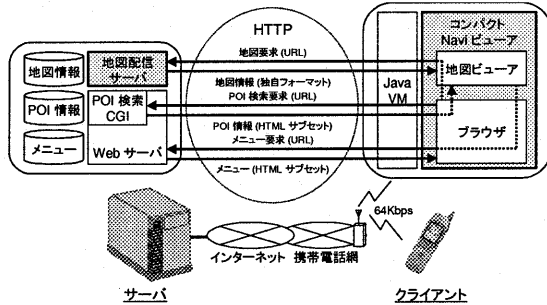 HTTP
コンパクト
Naviビューア
地図要求 (URL)
地図情報
地図配信
サーバ
地図ビューア
Java
VM
地図情報 (独自フォーマット)
POI 検索要求 (URL)
POI 情報
POI 検索
CGI
POI 情報 (HTML サブセット)
メニュー要求 (URL)
ブラウザ
メニュー
Web サーバ
メニュー (HTML サブセット)
64Kbps
インターネット 携帯電話網
サーバ
クライアント